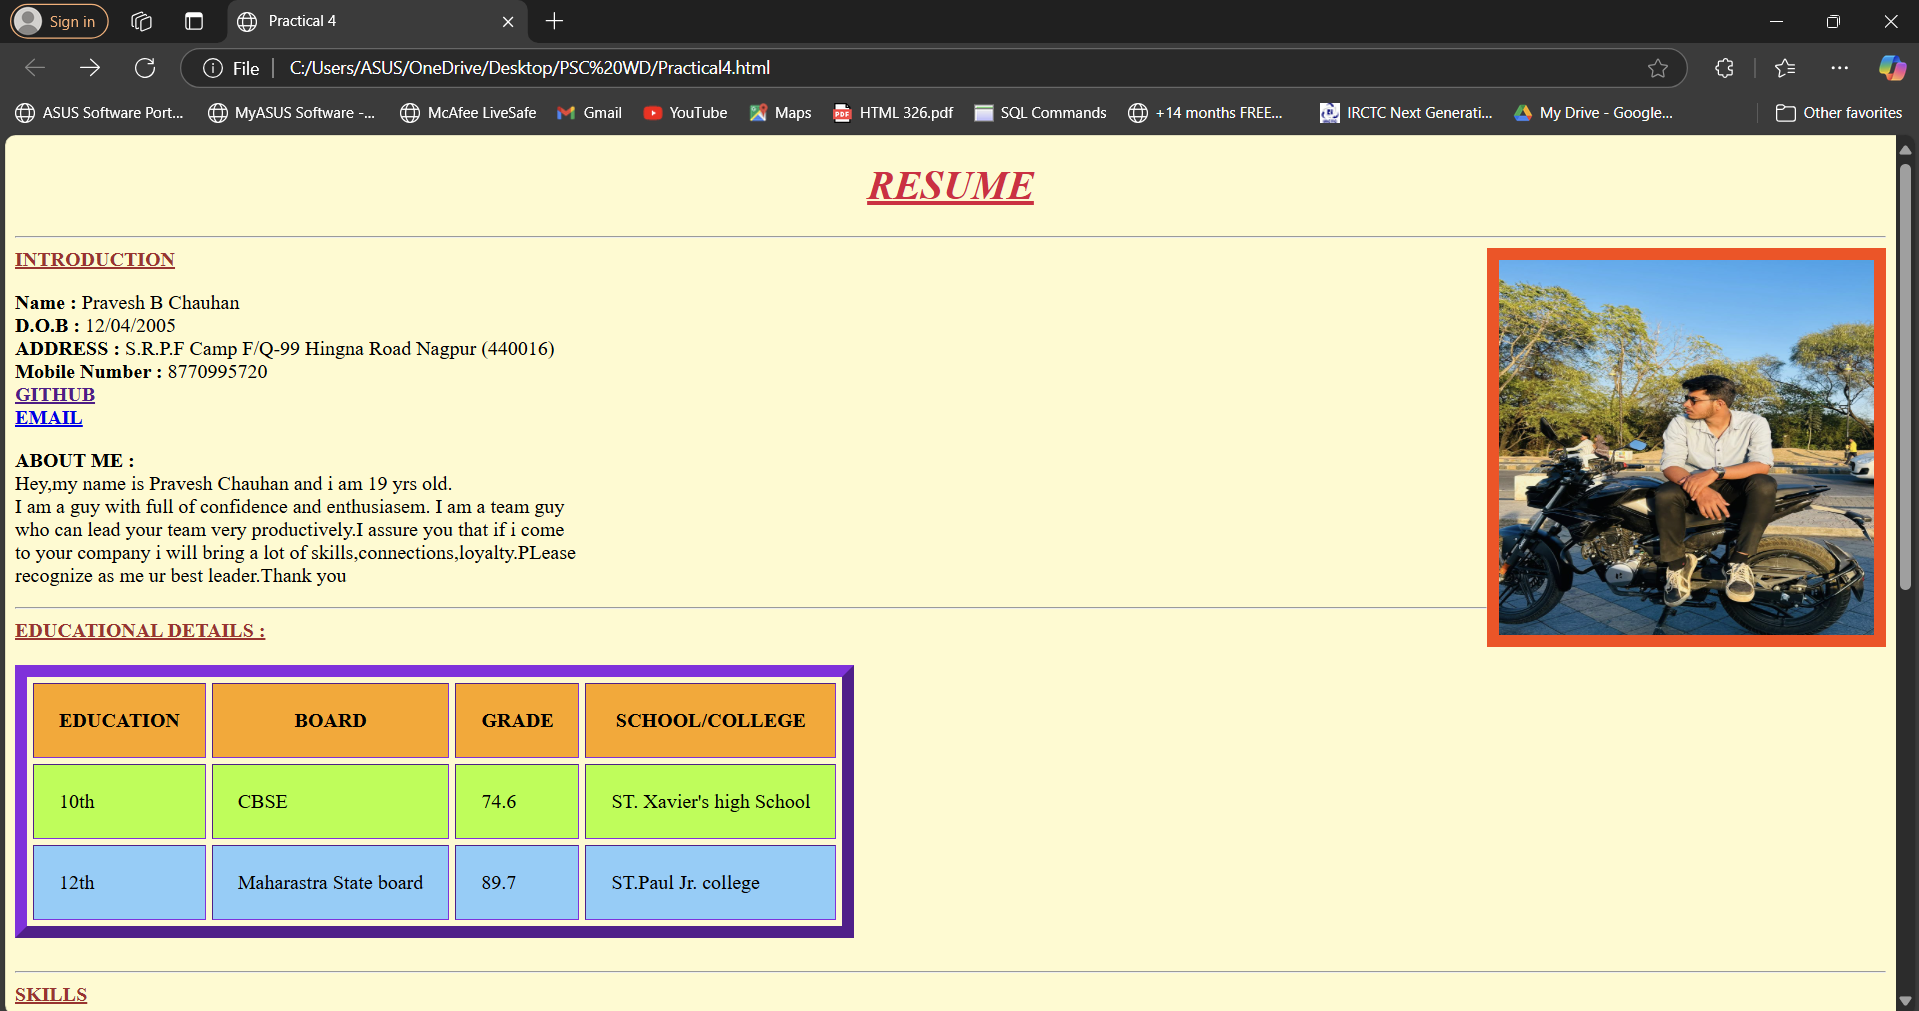 Sign in
Practical 4
File
C:/Users/ASUS/OneDrive/Desktop/PSC%20WD/Practical4.html
ASUS Software Port...
MyASUS Software -...
McAfee LiveSafe
Gmail
YouTube
Maps
PDF
HTML 326.pdf
SQL Commands
+14 months FREE...
IRCTC Next Generati...
My Drive - Google...
Other favorites
RESUME
INTRODUCTION
Name : Pravesh B Chauhan
D.O.B : 12/04/2005
ADDRESS : S.R.P.F Camp F/Q-99 Hingna Road Nagpur (440016)
Mobile Number : 8770995720
GITHUB
EMAIL
ABOUT ME :
Hey,my name is Pravesh Chauhan and i am 19 yrs old.
I am a guy with full of confidence and enthusiasem. I am a team guy
who can lead your team very productively.I assure you that if i come
to your company i will bring a lot of skills,connections,loyalty.PLease
recognize as me ur best leader.Thank you
EDUCATIONAL DETAILS :
EDUCATION BOARD GRADE SCHOOL/COLLEGE
10th CBSE 74.6 ST. Xavier's high School
12th Maharastra State board 89.7 ST.Paul Jr. college
SKILLS